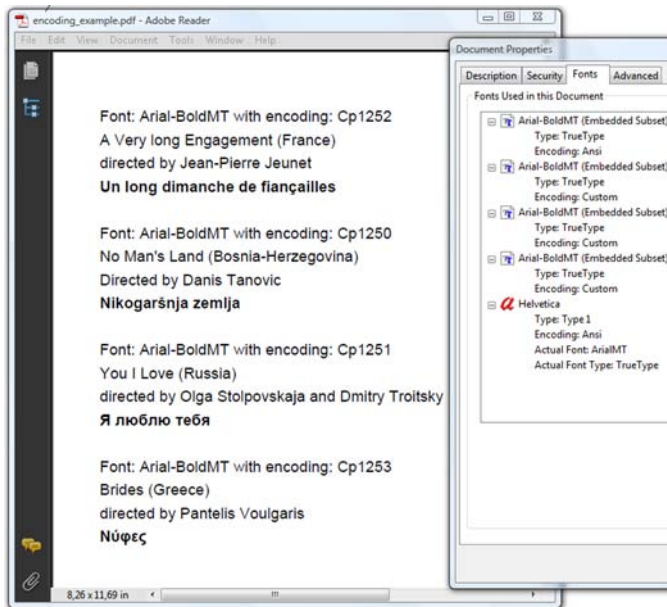 encoding_example.pdf - Adobe Reader
File Edit View Document Tools Window Help
Font: Arial-BoldMT with encoding: Cp1252
A Very long Engagement (France)
directed by Jean-Pierre Jeunet
Un long dimanche de fiançailles
Font: Arial-BoldMT with encoding: Cp1250
No Man's Land (Bosnia-Herzegovina)
Directed by Danis Tanovic
Nikogaršnja zemlja
Font: Arial-BoldMT with encoding: Cp1251
You I Love (Russia)
directed by Olga Stolpovskaja and Dmitry Troitsky
Я люблю тебя
Font: Arial-BoldMT with encoding: Cp1253
Brides (Greece)
directed by Pantelis Voulgaris
Νύφες
8,26 x 11,69 in
Document Properties
Description Security Fonts Advanced
Fonts Used in this Document
Arial-BoldMT (Embedded Subset)
Type: TrueType
Encoding: Ansi
Arial-BoldMT (Embedded Subset)
Type: TrueType
Encoding: Custom
Arial-BoldMT (Embedded Subset)
Type: TrueType
Encoding: Custom
Arial-BoldMT (Embedded Subset)
Type: TrueType
Encoding: Custom
Helvetica
Type: Type 1
Encoding: Ansi
Actual Font: ArialMT
Actual Font Type: TrueType